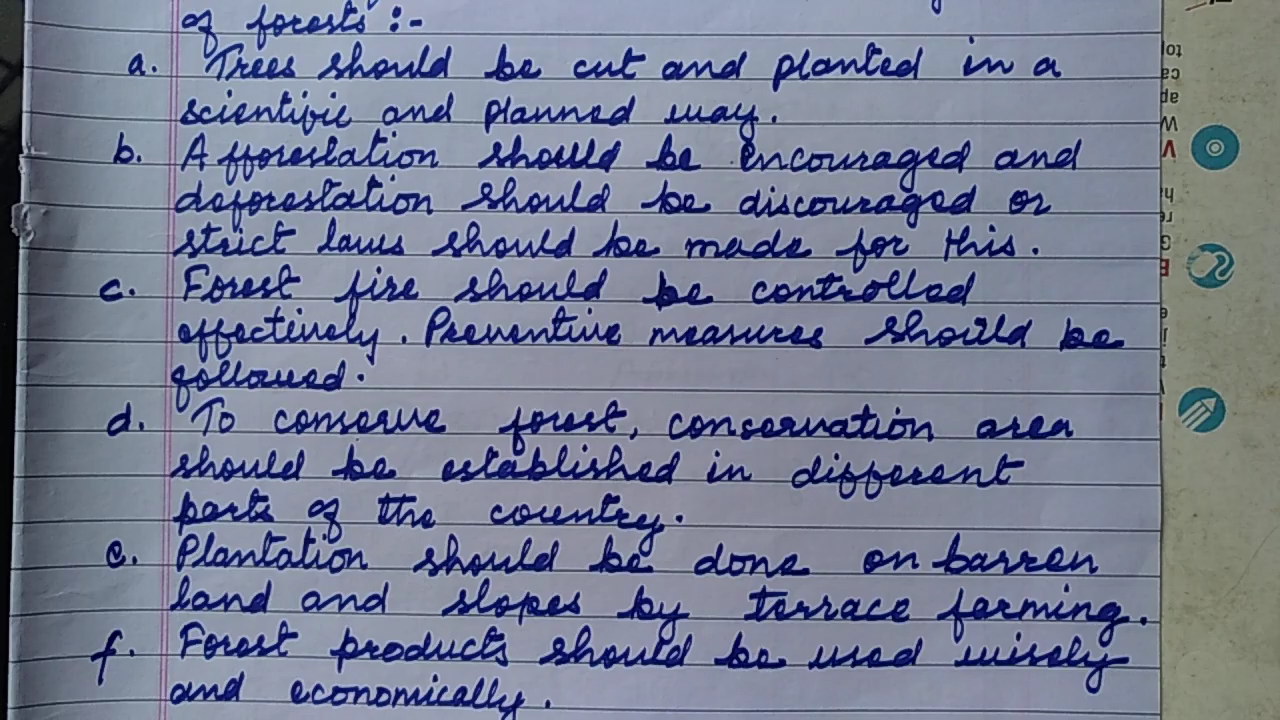 of forests :-
a. Trees should be cut and planted in a
scientific and planned way.
b. Afforestation should be encouraged and
deforestation should be discouraged or
strict laws should be made for this.
c. Forest fire should be controlled
effectively. Preventive measures should be
followed.
d. To conserve forest, conservation area
should be established in different
parts of the country.
e. Plantation should be done on barren
land and slopes by terrace farming.
f. Forest products should be used wisely
and economically.